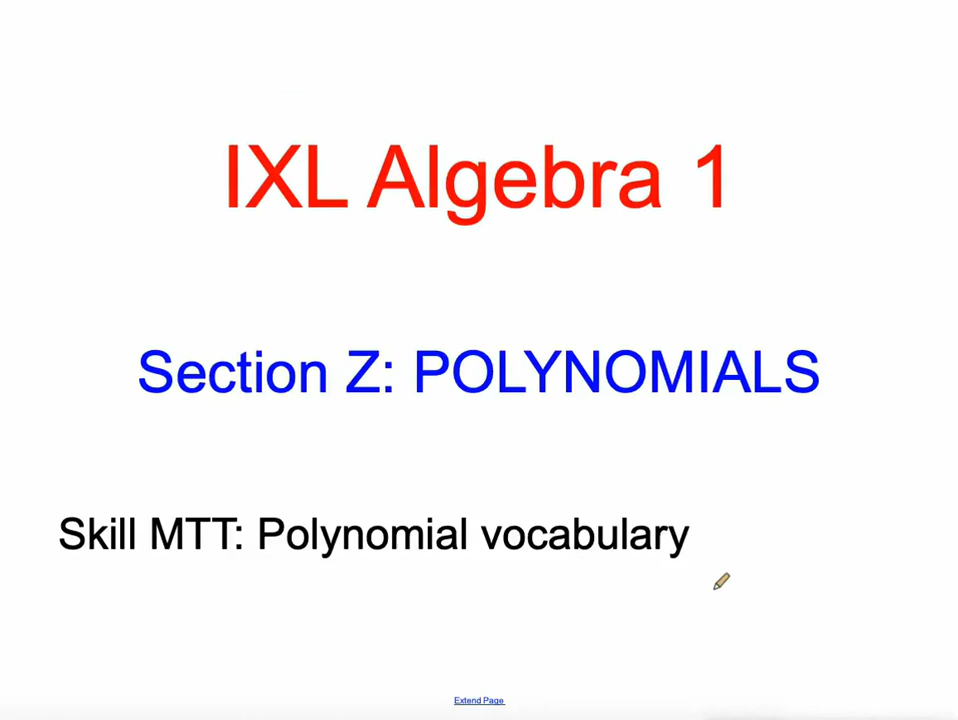 IXL Algebra 1
Section Z: POLYNOMIALS
Skill MTT: Polynomial vocabulary
Extend Page